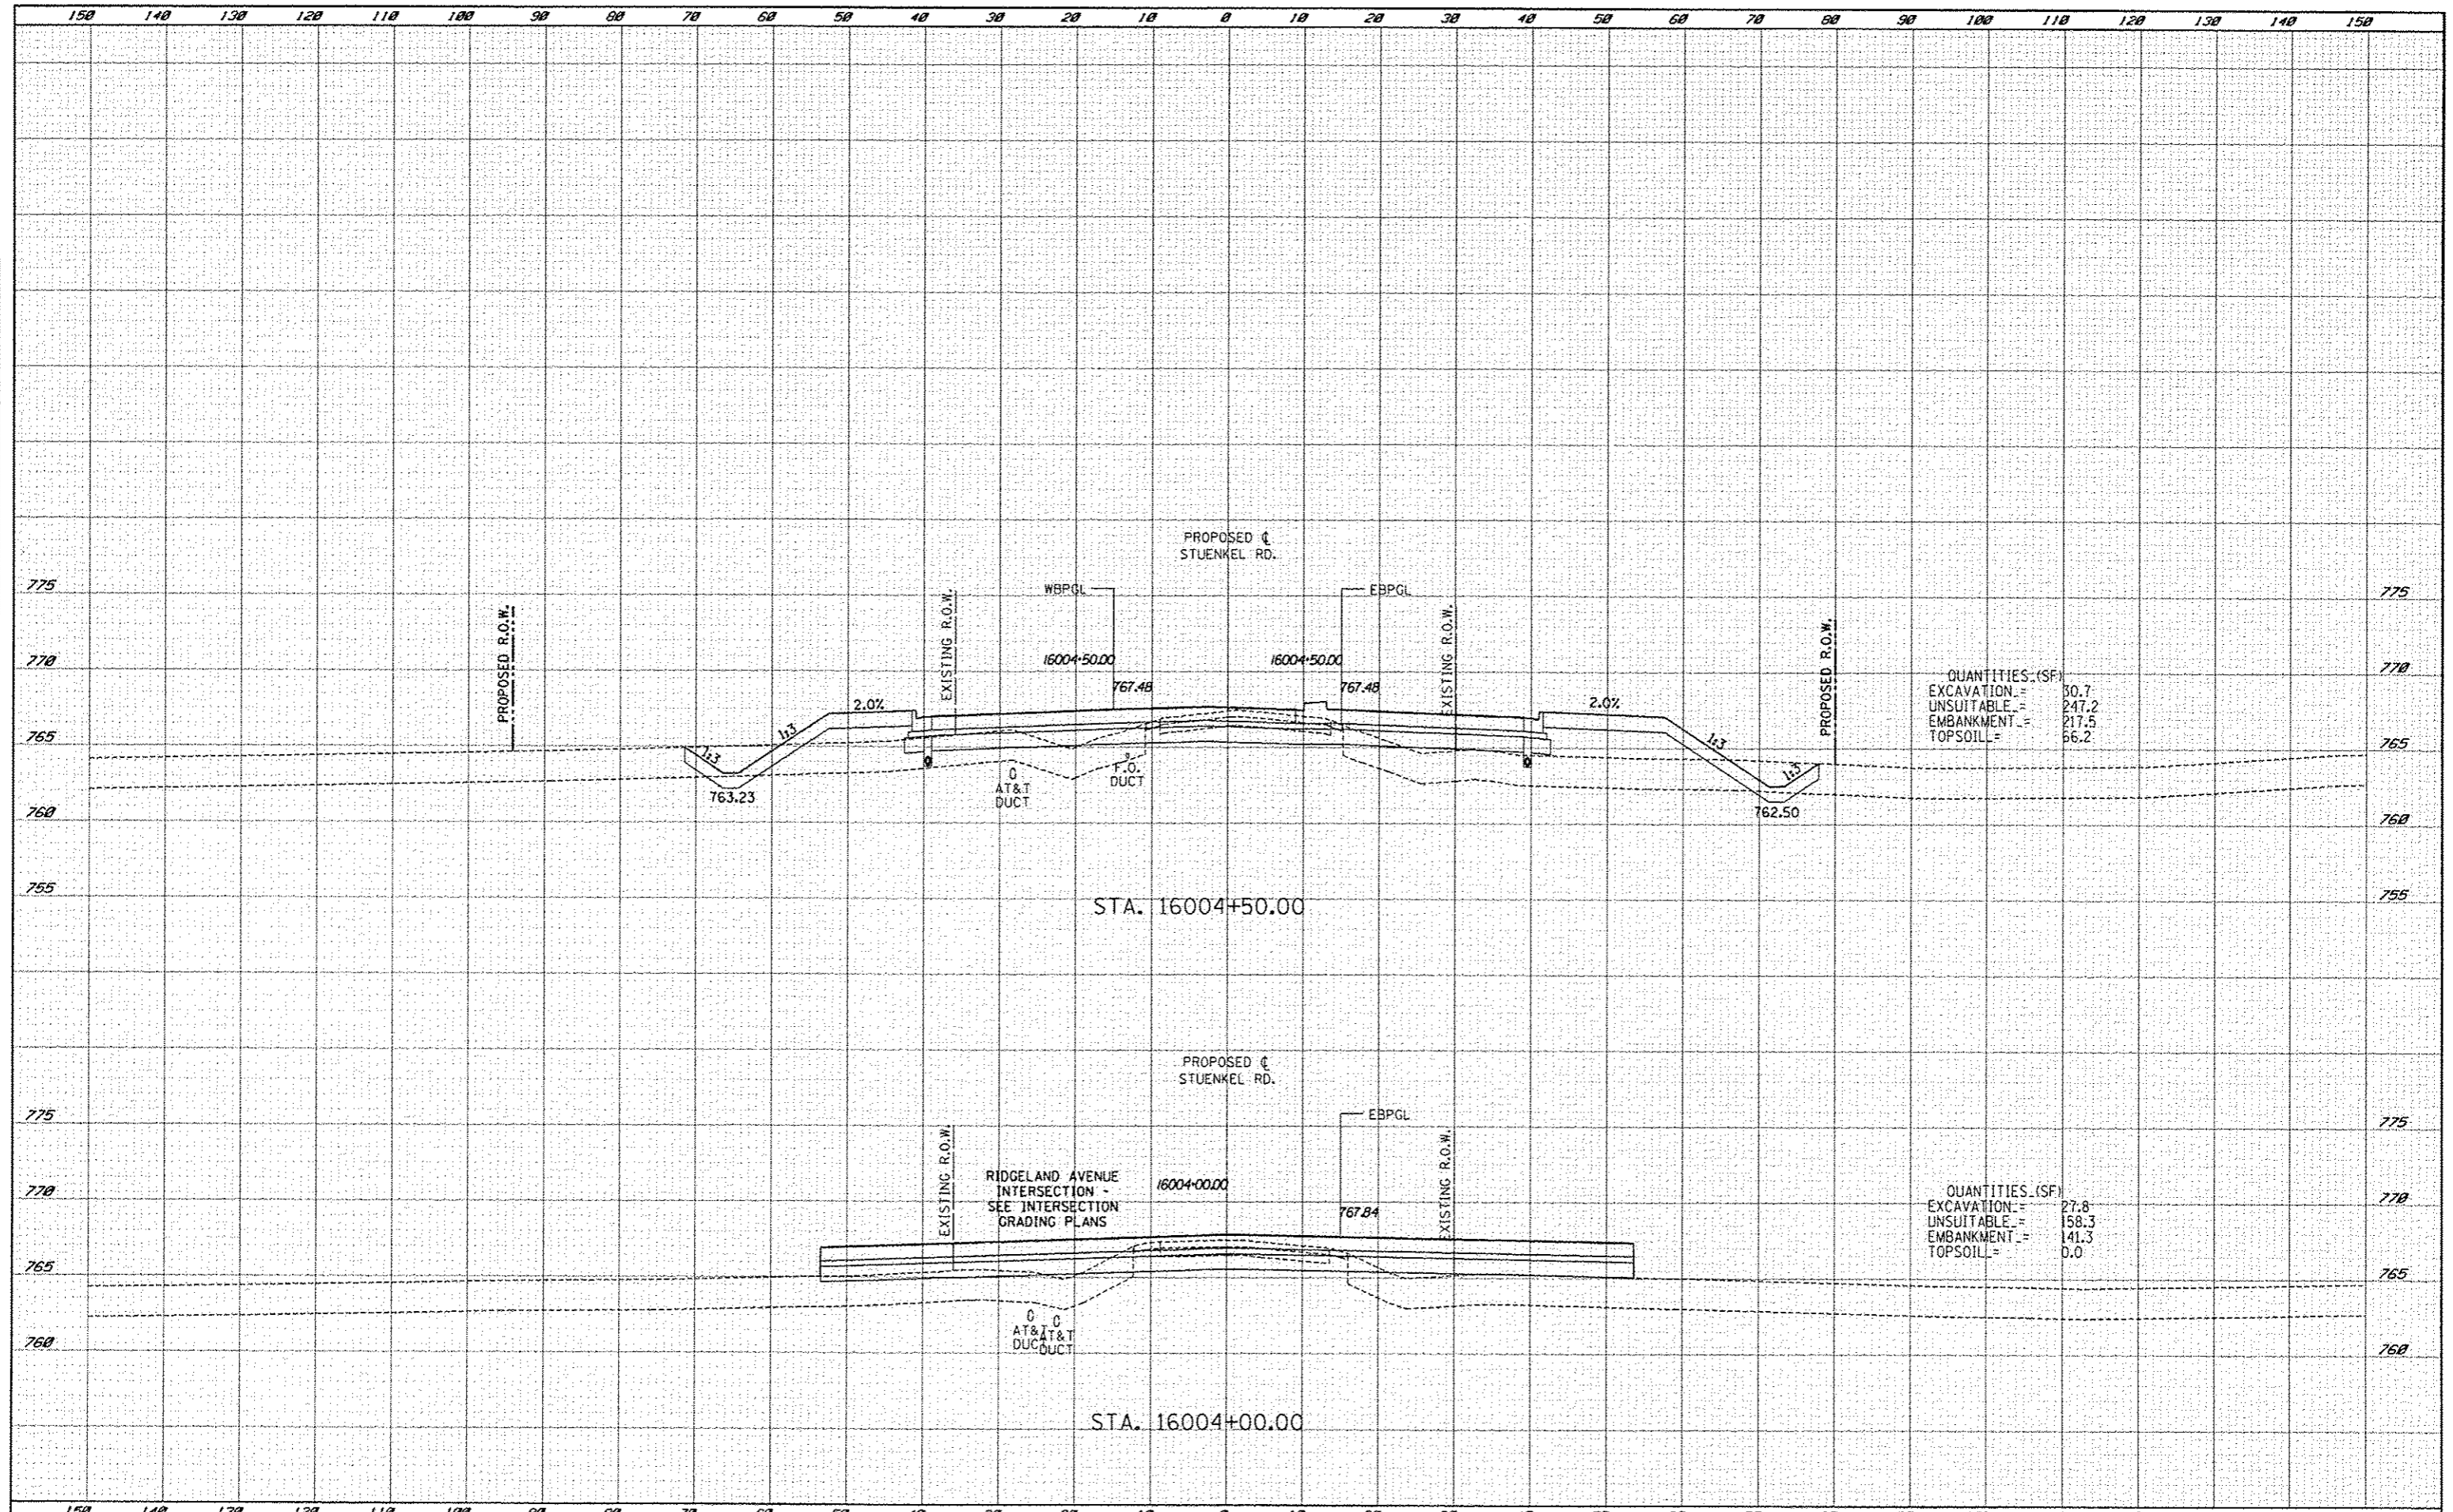 150 140 130 120 110 100 90 80 70 60 50 40 30 20 10 0 10 20 30 40 50 60 70 80 90 100 110 120 130 140 150
PROPOSED ℄
STUENKEL RD.
775 775
WBPGL EBPGL
PROPOSED R.O.W.
EXISTING R.O.W.
EXISTING R.O.W.
PROPOSED R.O.W.
770 770
16004+50.00 16004+50.00
767.48 767.48
QUANTITIES (SF)
EXCAVATION = 30.7
UNSUITABLE = 247.2
EMBANKMENT = 217.5
TOPSOIL = 66.2
2.0% 2.0%
1:3 1:3 1:3 1:3
765 765
AT&T
DUCT
F.O.
DUCT
763.23
762.50
760 760
755 755
STA. 16004+50.00
PROPOSED ℄
STUENKEL RD.
775 775
EBPGL
EXISTING R.O.W.
EXISTING R.O.W.
RIDGELAND AVENUE
INTERSECTION -
SEE INTERSECTION
GRADING PLANS
16004+00.00
767.84
770 770
QUANTITIES (SF)
EXCAVATION = 27.8
UNSUITABLE = 158.3
EMBANKMENT = 141.3
TOPSOIL = 0.0
765 765
AT&T
DUCT
AT&T
DUCT
760 760
STA. 16004+00.00